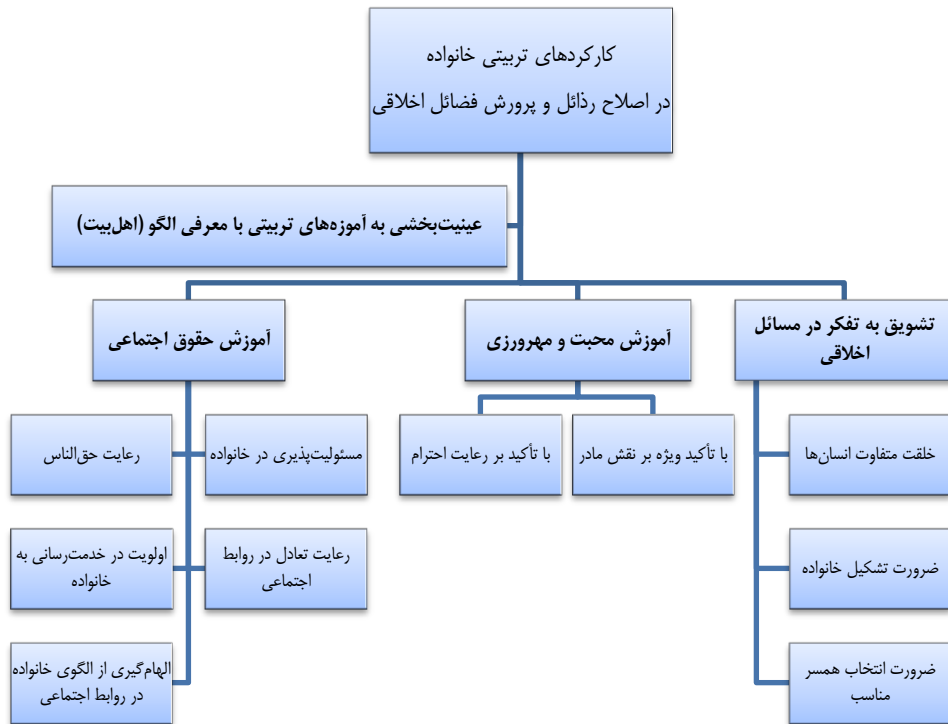 کارکردهای تربیتی خانواده
در اصلاح رذائل و پرورش فضائل اخلاقی
عینیت‌بخشی به آموزه‌های تربیتی با معرفی الگو (اهل‌بیت)
تشویق به تفکر در مسائل
اخلاقی
خلقت متفاوت انسان‌ها
ضرورت تشکیل خانواده
ضرورت انتخاب همسر
مناسب
آموزش محبت و مهرورزی
با تأکید ویژه بر نقش مادر
با تأکید بر رعایت احترام
آموزش حقوق اجتماعی
مسئولیت‌پذیری در خانواده
رعایت حق‌الناس
رعایت تعادل در روابط
اجتماعی
اولویت در خدمت‌رسانی به
خانواده
الهام‌گیری از الگوی خانواده
در روابط اجتماعی